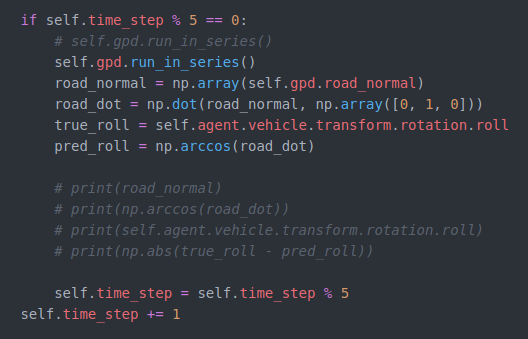 if self.time_step % 5 == 0:
    # self.gpd.run_in_series()
    self.gpd.run_in_series()
    road_normal = np.array(self.gpd.road_normal)
    road_dot = np.dot(road_normal, np.array([0, 1, 0]))
    true_roll = self.agent.vehicle.transform.rotation.roll
    pred_roll = np.arccos(road_dot)

    # print(road_normal)
    # print(np.arccos(road_dot))
    # print(self.agent.vehicle.transform.rotation.roll)
    # print(np.abs(true_roll - pred_roll))

    self.time_step = self.time_step % 5
self.time_step += 1